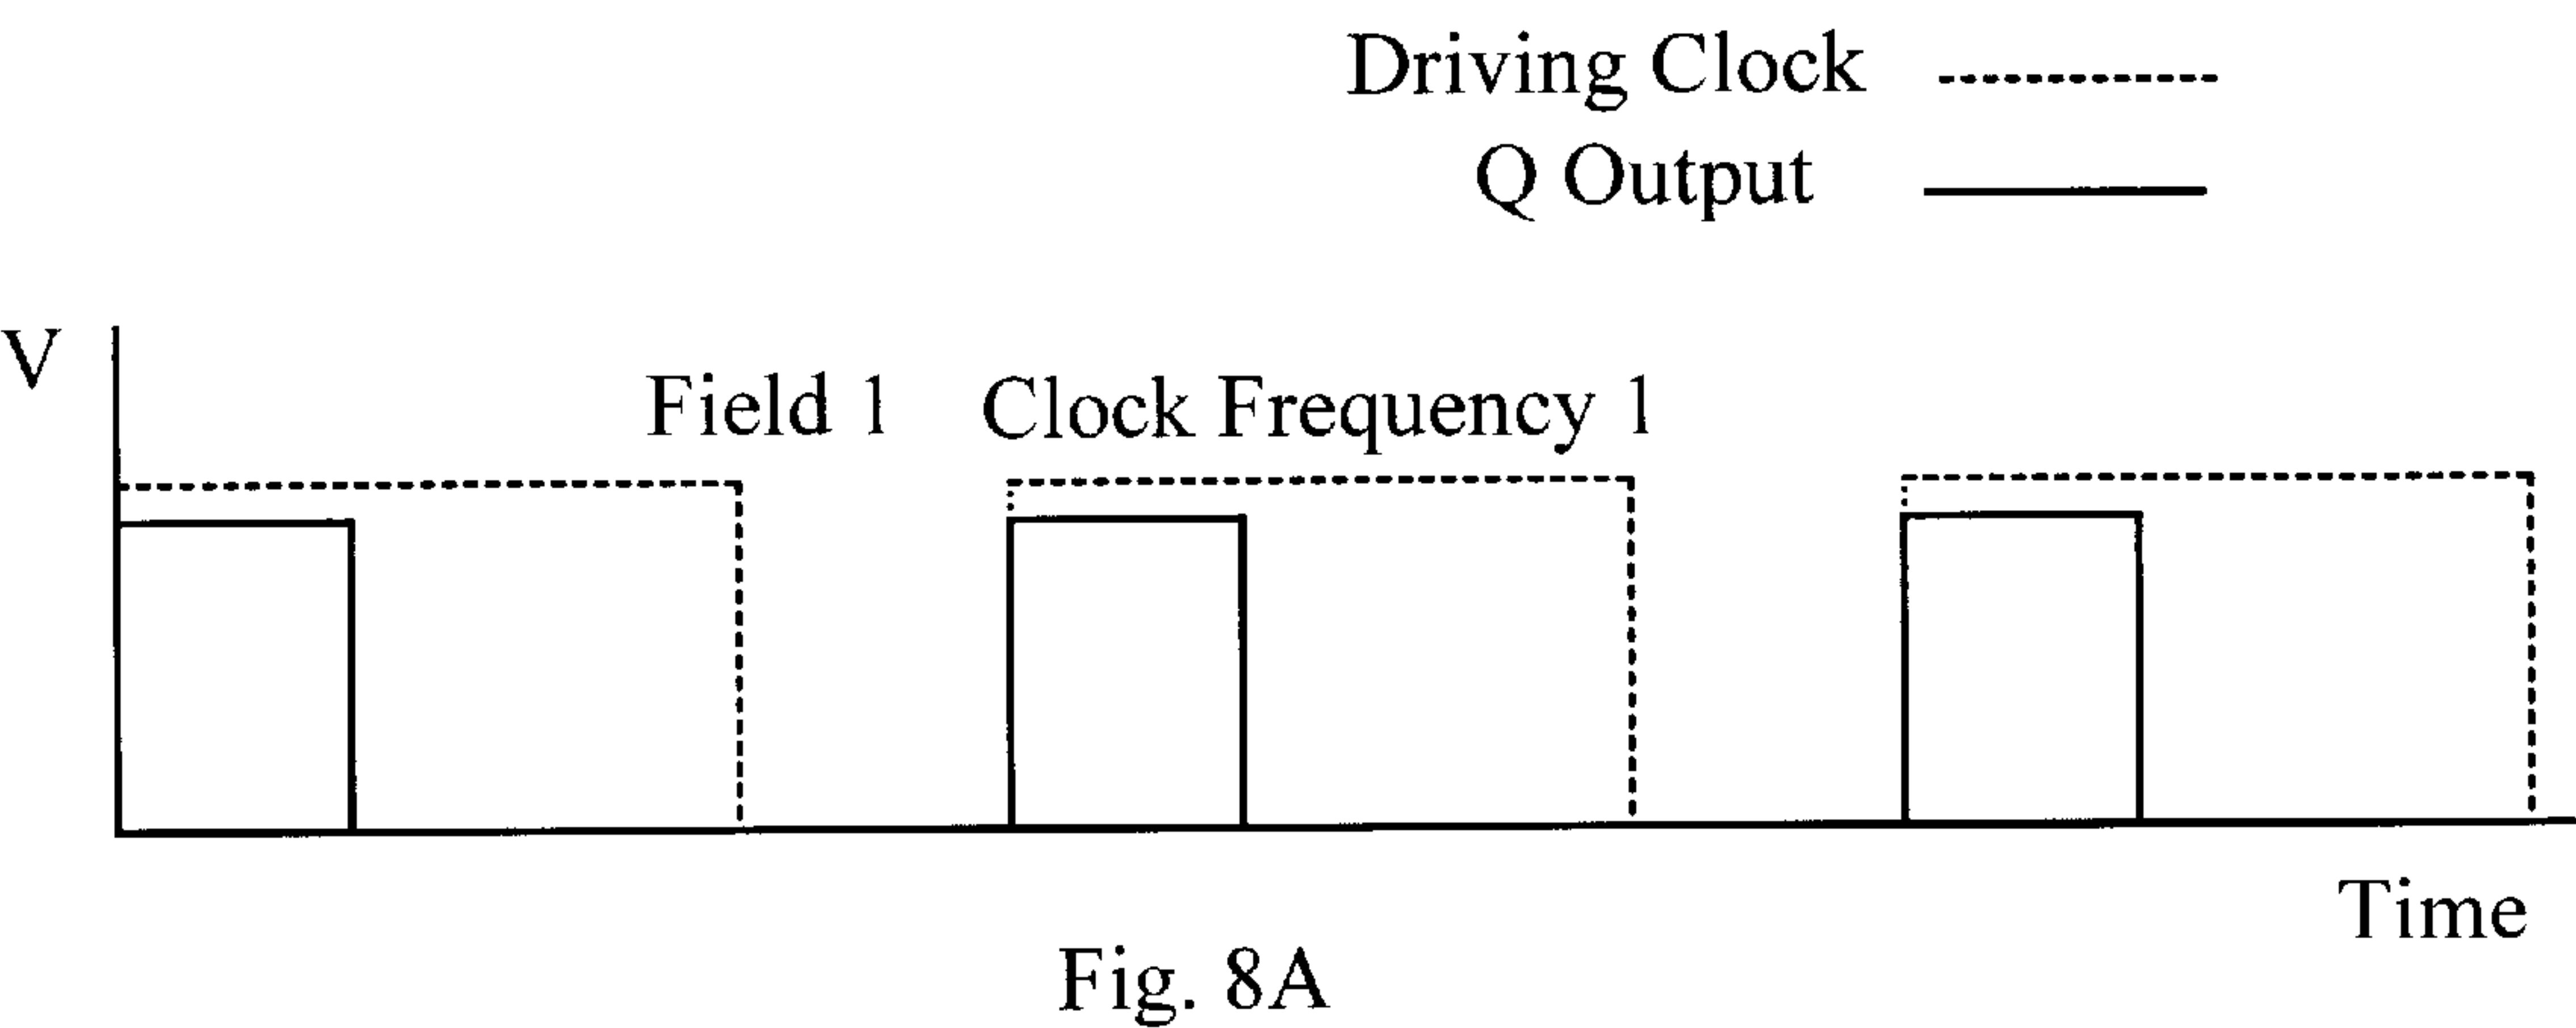 Driving Clock
Q Output
V
Field 1 Clock Frequency 1
Time
Fig. 8A